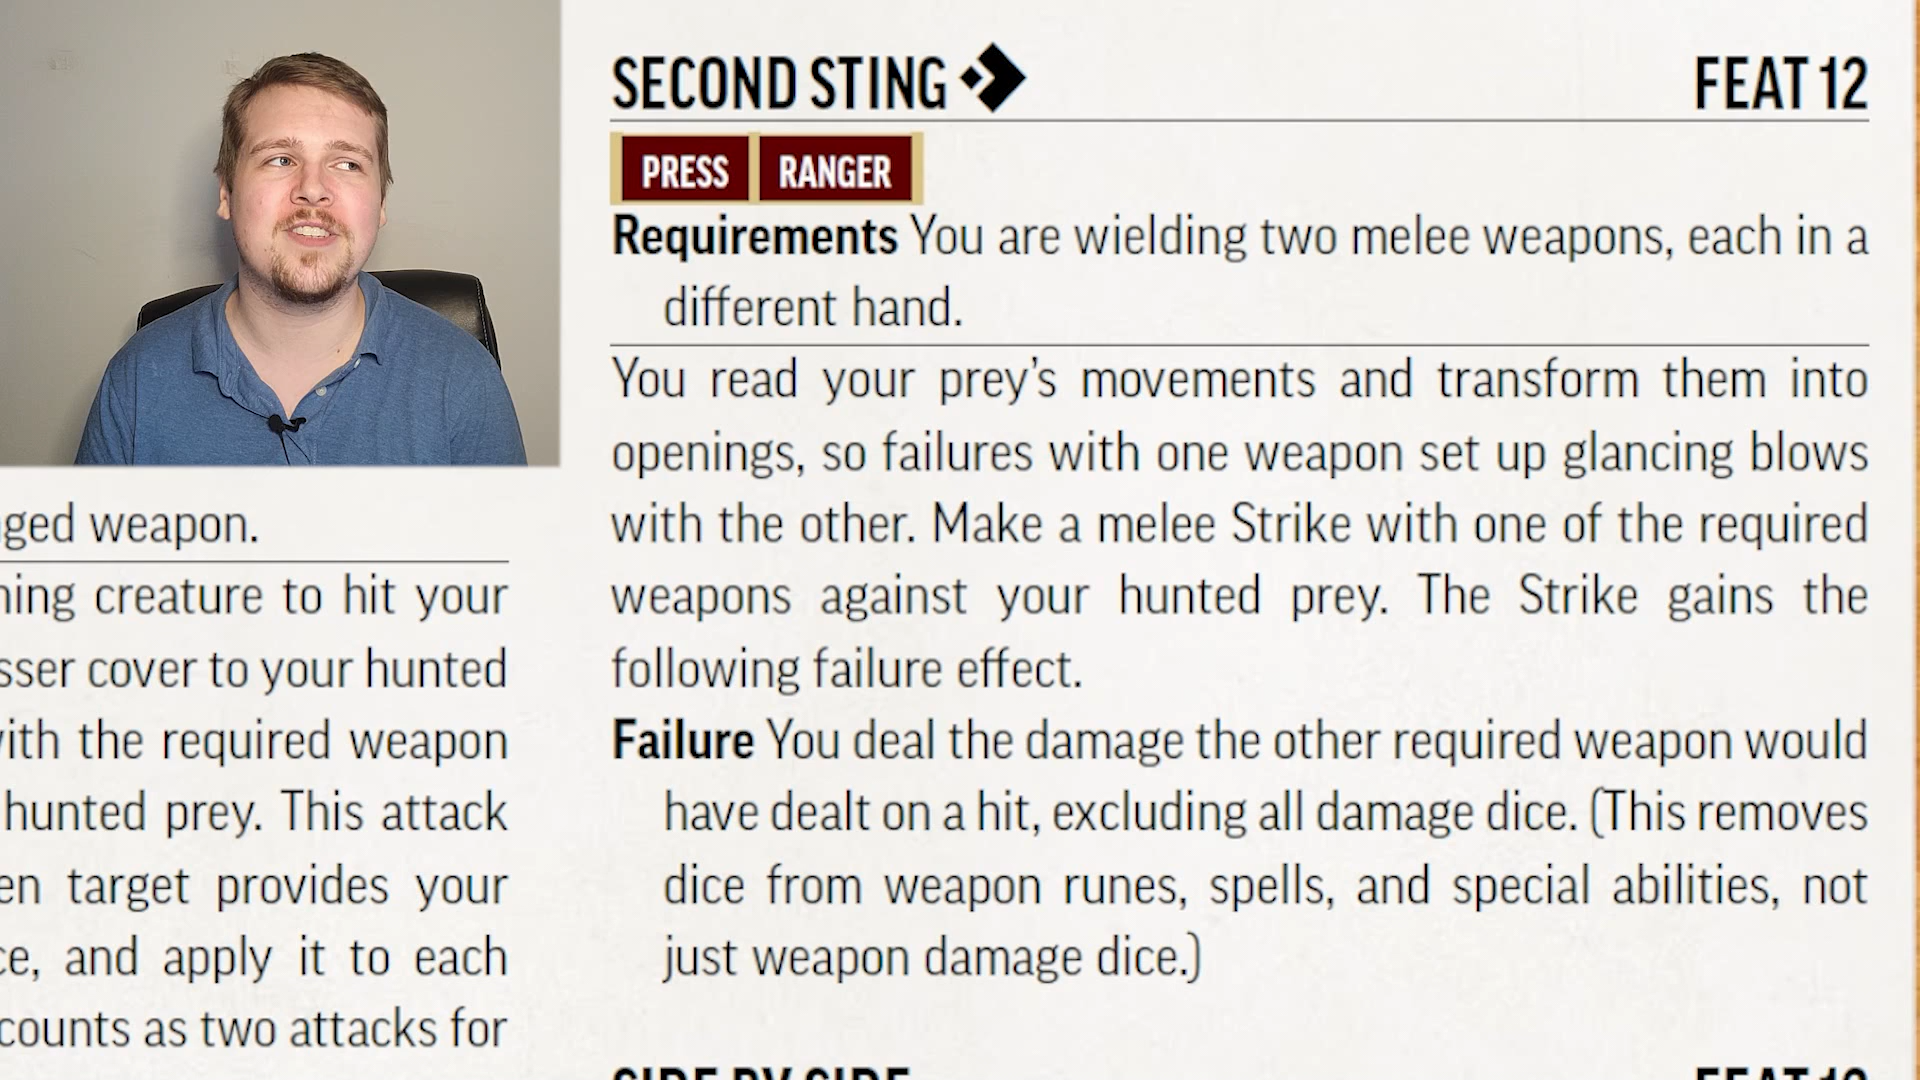 SECOND STING
FEAT 12
PRESS
RANGER
Requirements You are wielding two melee weapons, each in a
different hand.
You read your prey’s movements and transform them into
openings, so failures with one weapon set up glancing blows
with the other. Make a melee Strike with one of the required
weapons against your hunted prey. The Strike gains the
following failure effect.
Failure You deal the damage the other required weapon would
have dealt on a hit, excluding all damage dice. (This removes
dice from weapon runes, spells, and special abilities, not
just weapon damage dice.)
SIDE BY SIDE
FEAT 12
weapon.
creature to hit your
cover to your hunted
the required weapon
hunted prey. This attack
target provides your
and apply it to each
counts as two attacks for